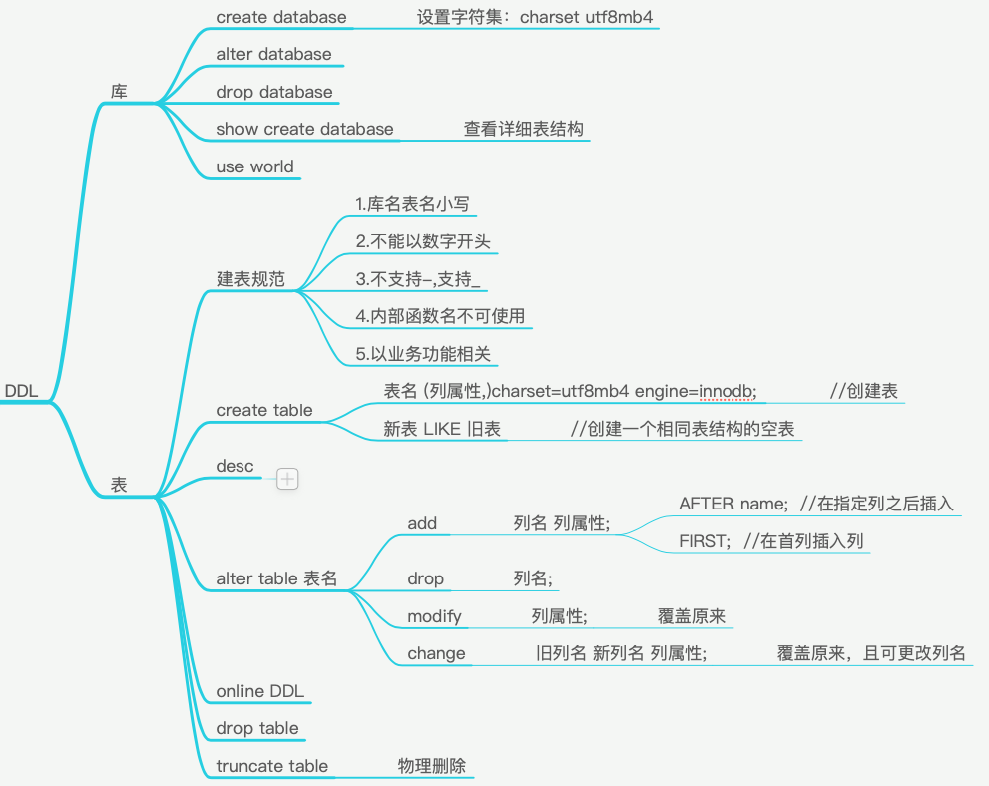 DDL
库
create database 设置字符集：charset utf8mb4
alter database
drop database
show create database 查看详细表结构
use world
表
建表规范
1.库名表名小写
2.不能以数字开头
3.不支持-,支持_
4.内部函数名不可使用
5.以业务功能相关
create table
表名 (列属性,)charset=utf8mb4 engine=innodb; //创建表
新表 LIKE 旧表 //创建一个相同表结构的空表
desc
alter table 表名
add 列名 列属性;
AFTER name; //在指定列之后插入
FIRST; //在首列插入列
drop 列名;
modify 列属性; 覆盖原来
change 旧列名 新列名 列属性; 覆盖原来，且可更改列名
online DDL
drop table
truncate table 物理删除